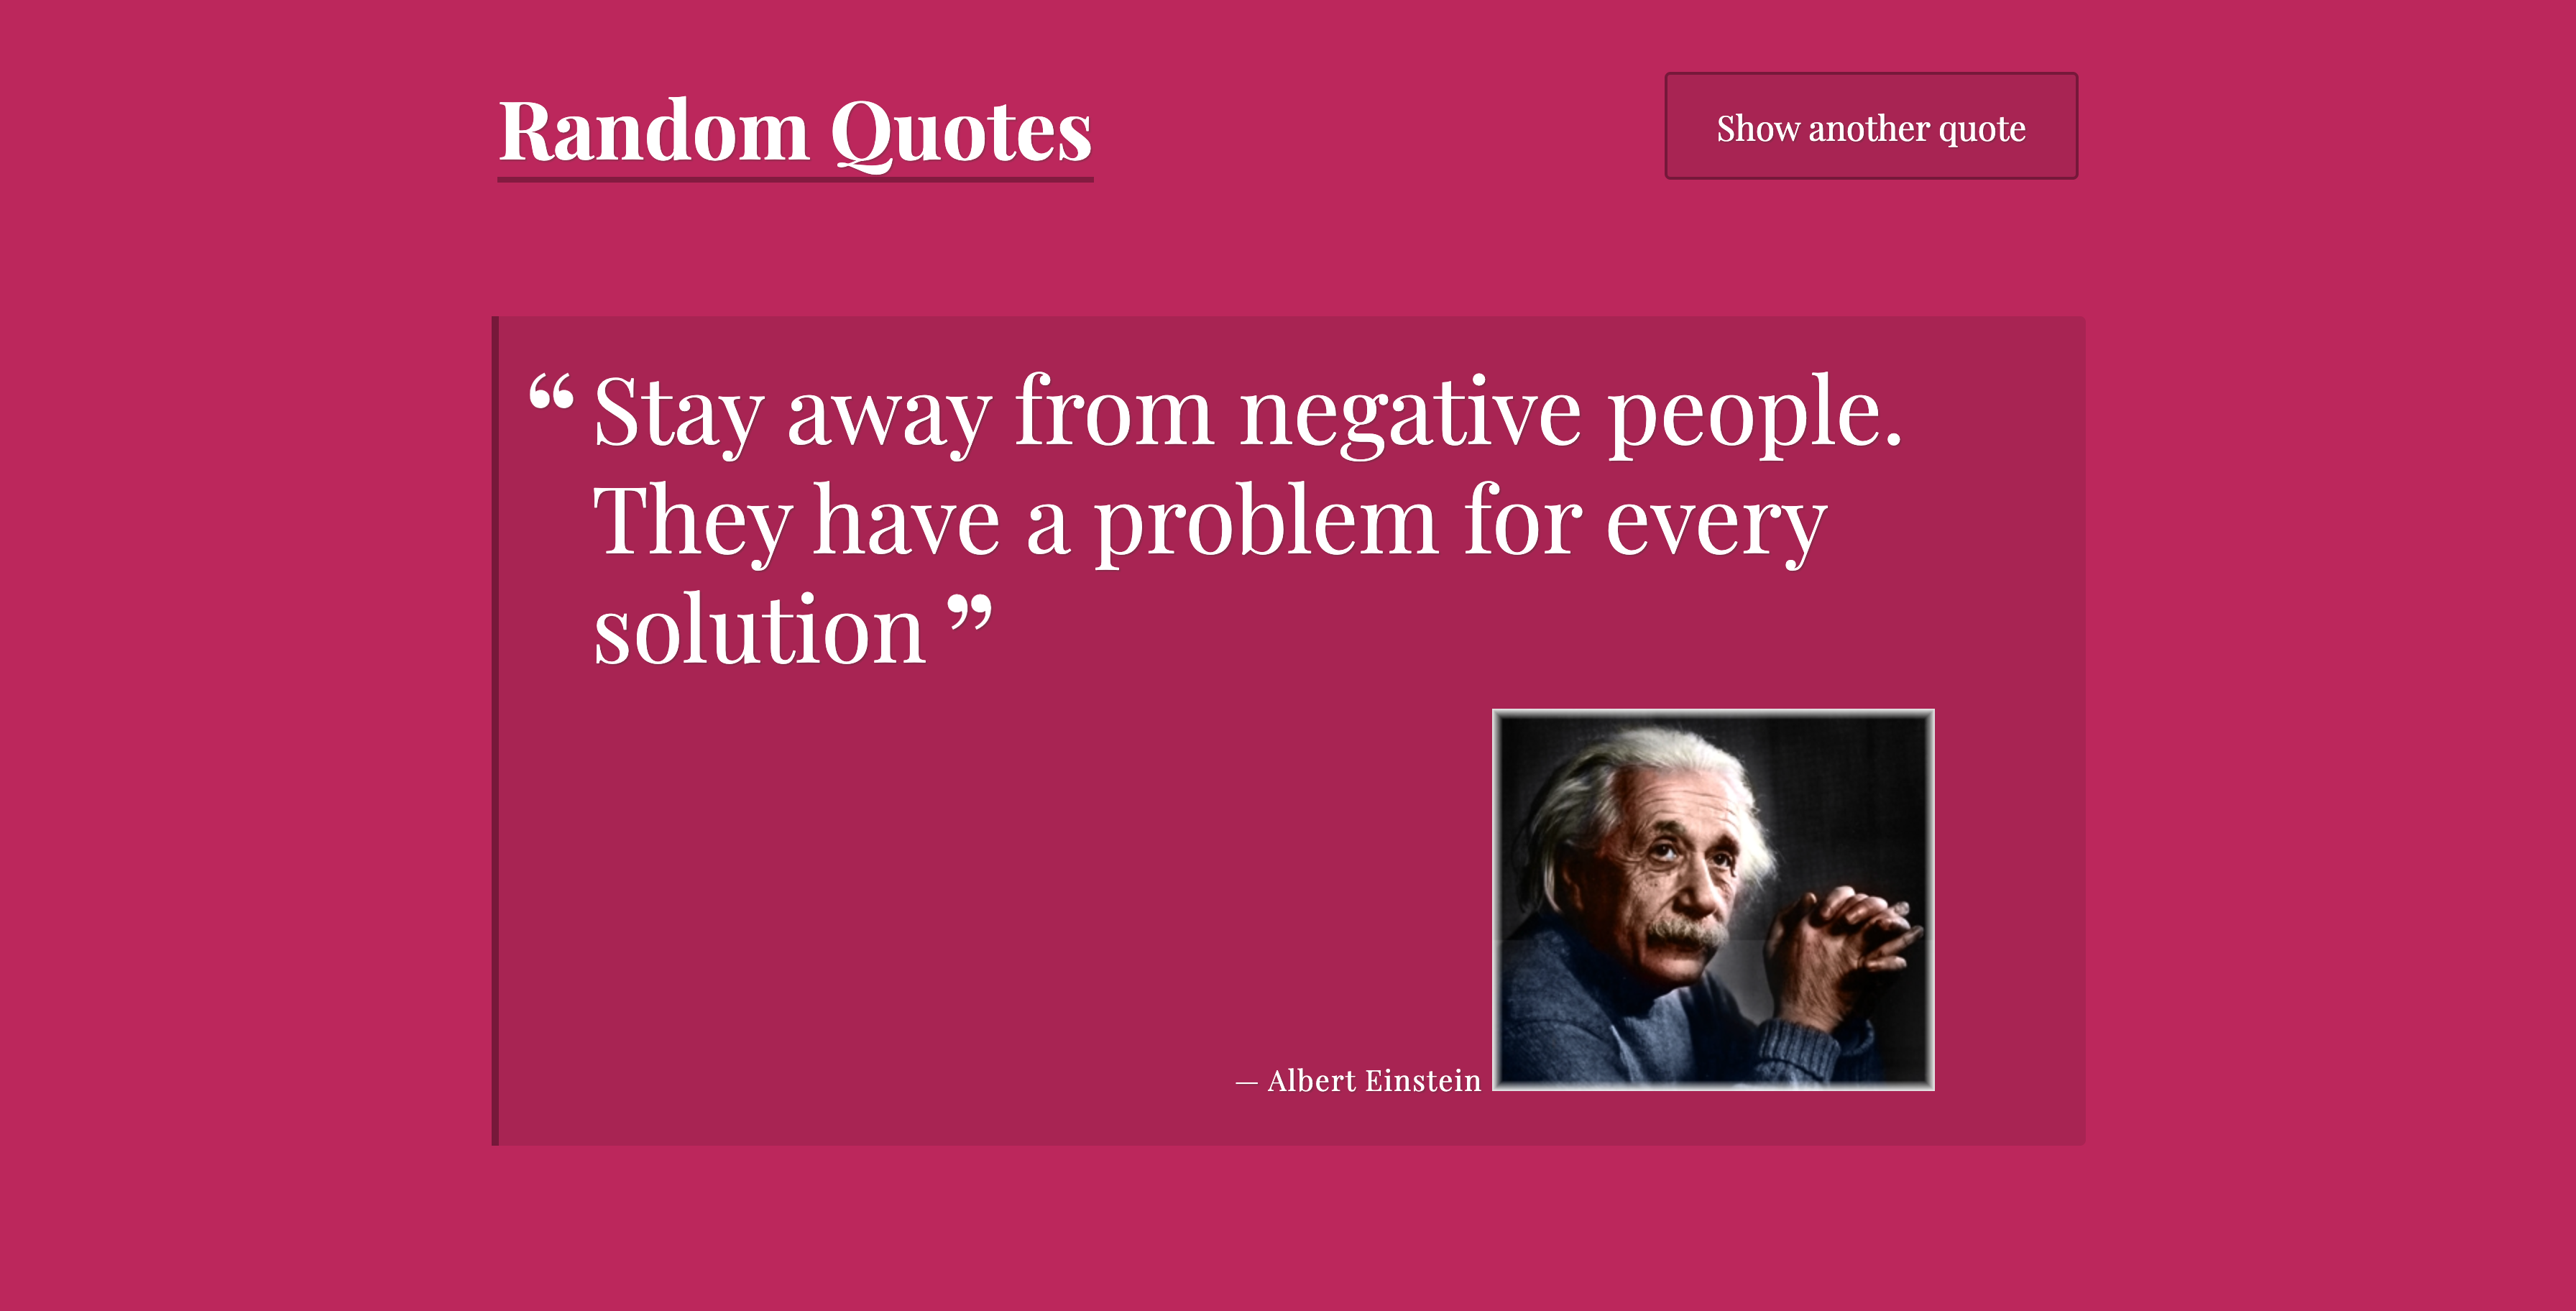 Random Quotes
Show another quote
“ Stay away from negative people.
They have a problem for every
solution ”
— Albert Einstein